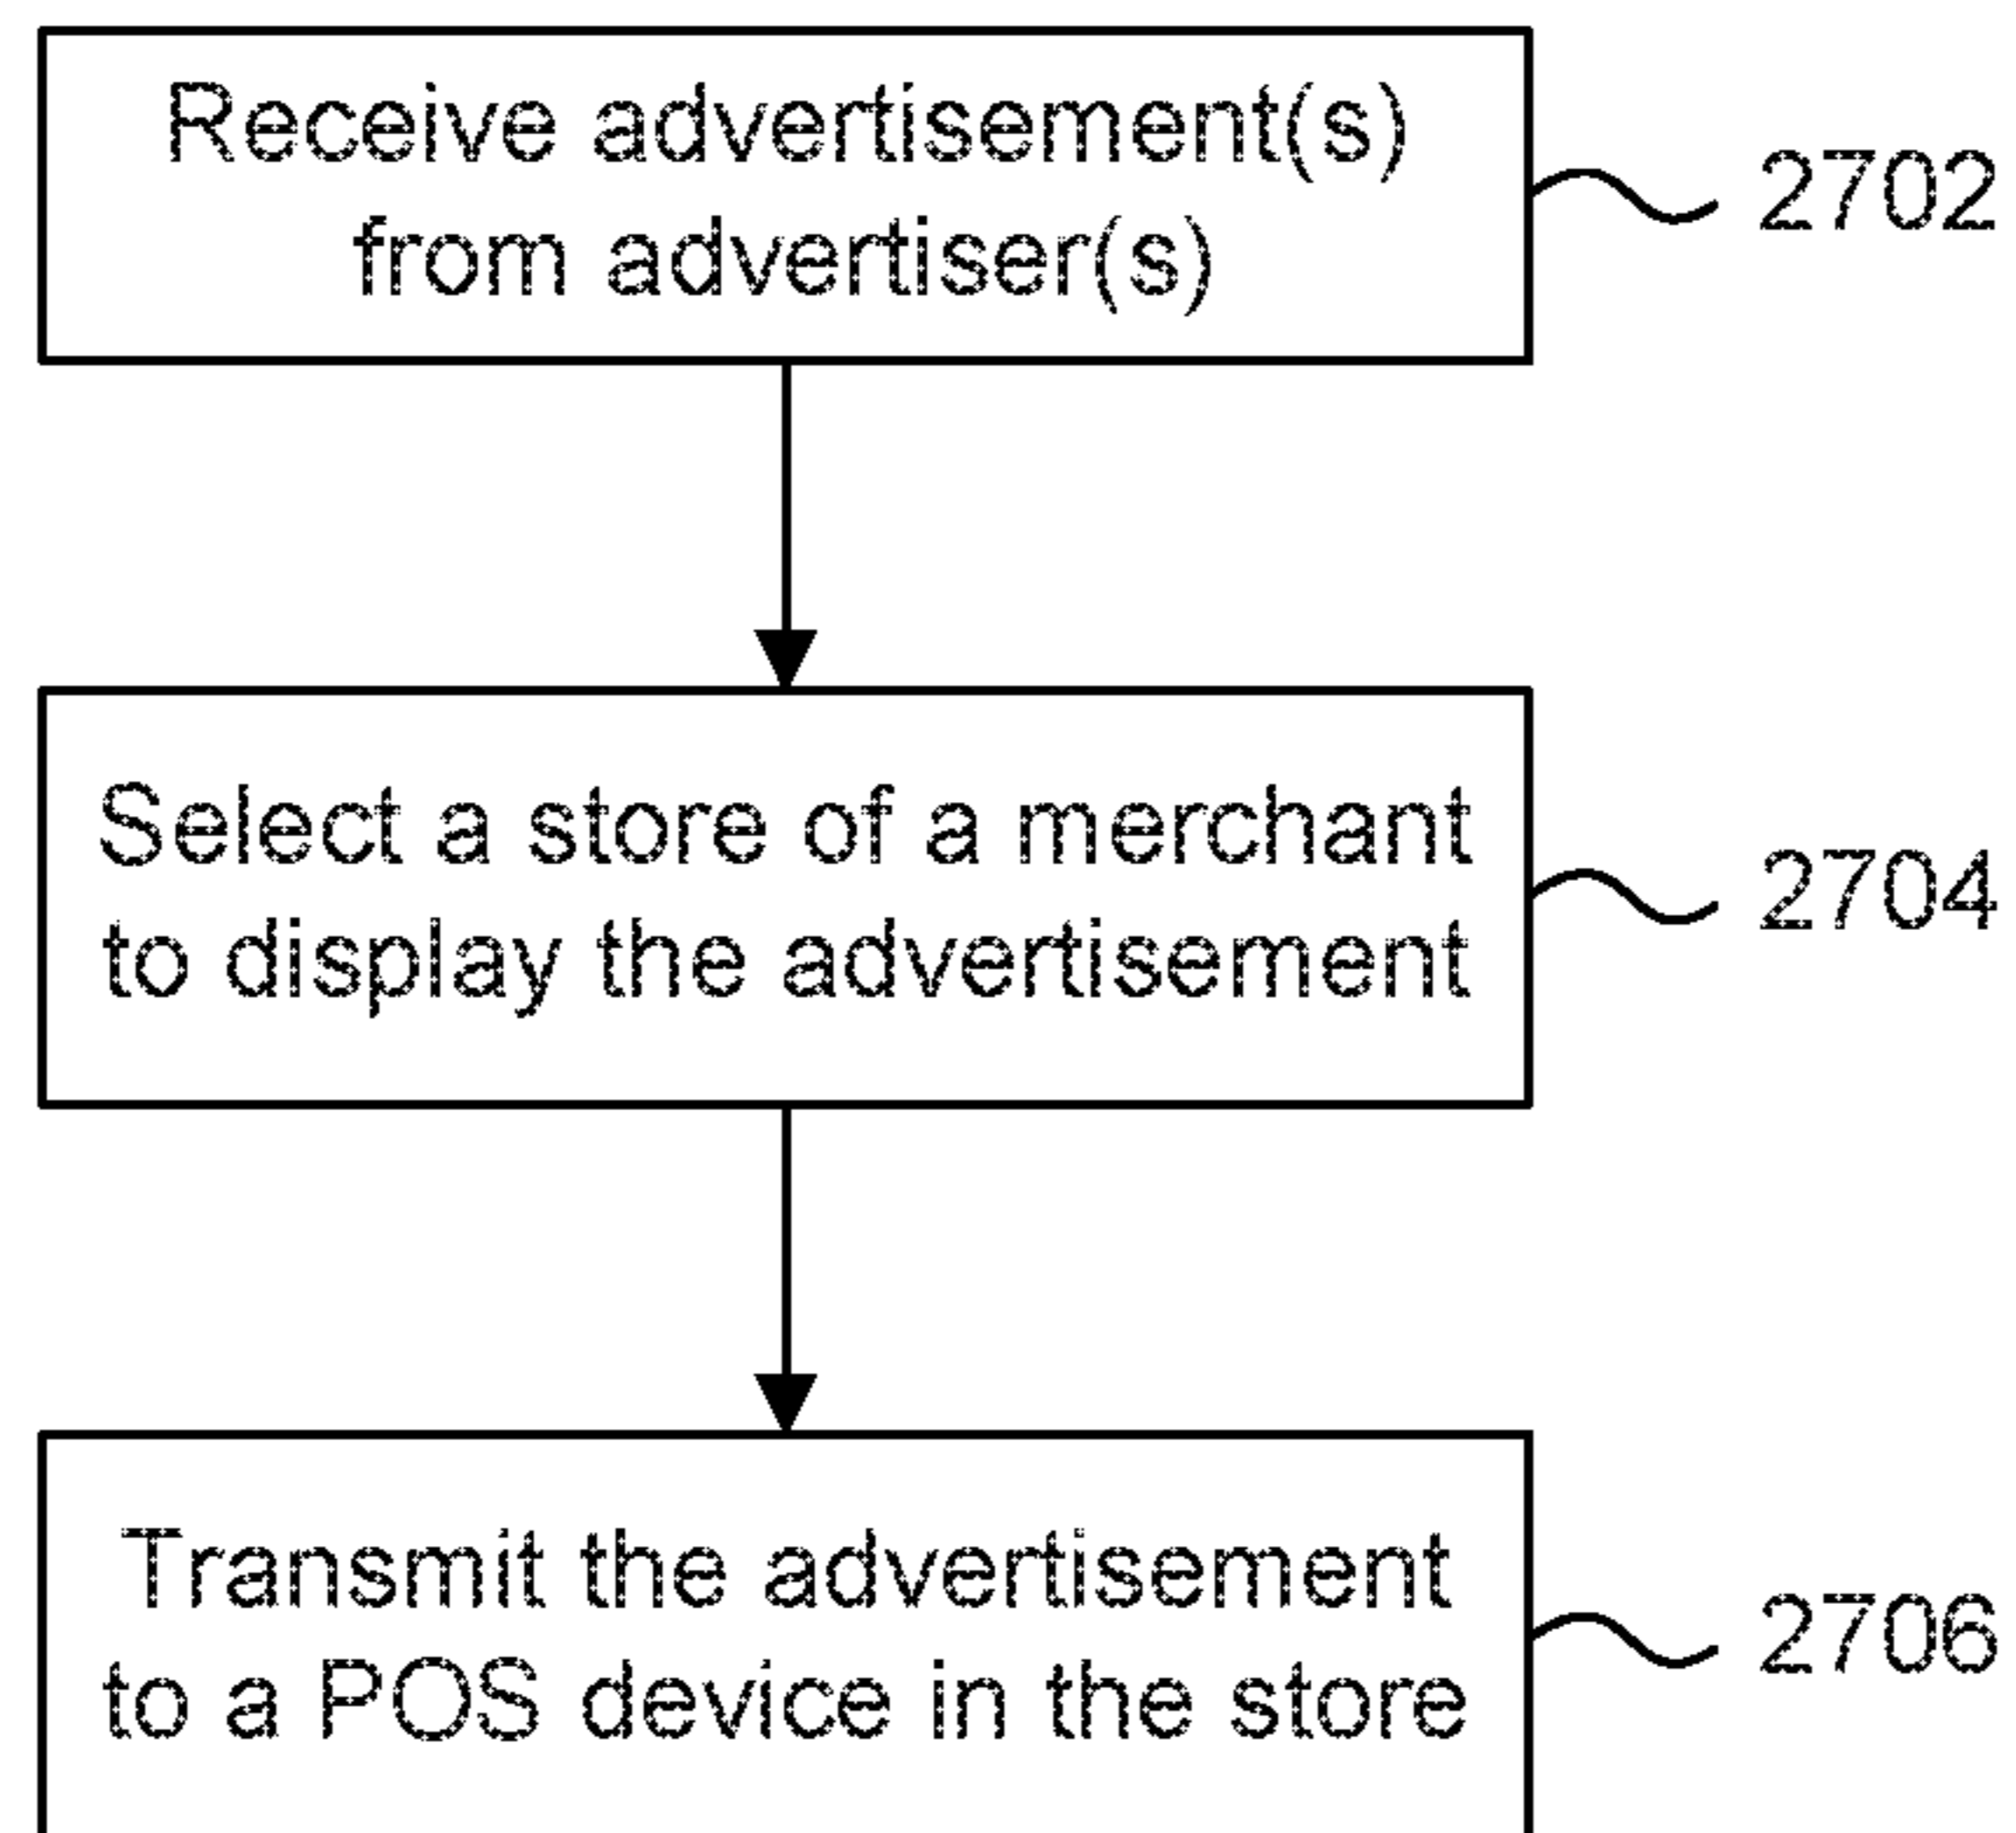 Receive advertisement(s)
from advertiser(s)
2702
Select a store of a merchant
to display the advertisement
2704
Transmit the advertisement
to a POS device in the store
2706